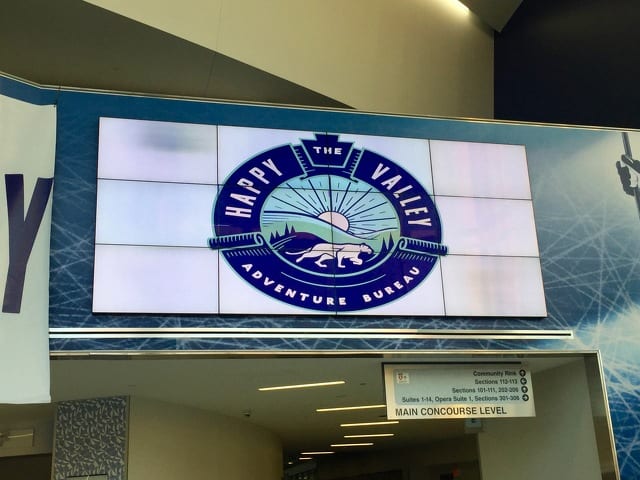 THE
HAPPY VALLEY
ADVENTURE BUREAU
Y
Community Rink
Sections 112-113
Sections 101-111, 202-206
Suites 1-14, Opera Suite 1, Sections 301-306
MAIN CONCOURSE LEVEL